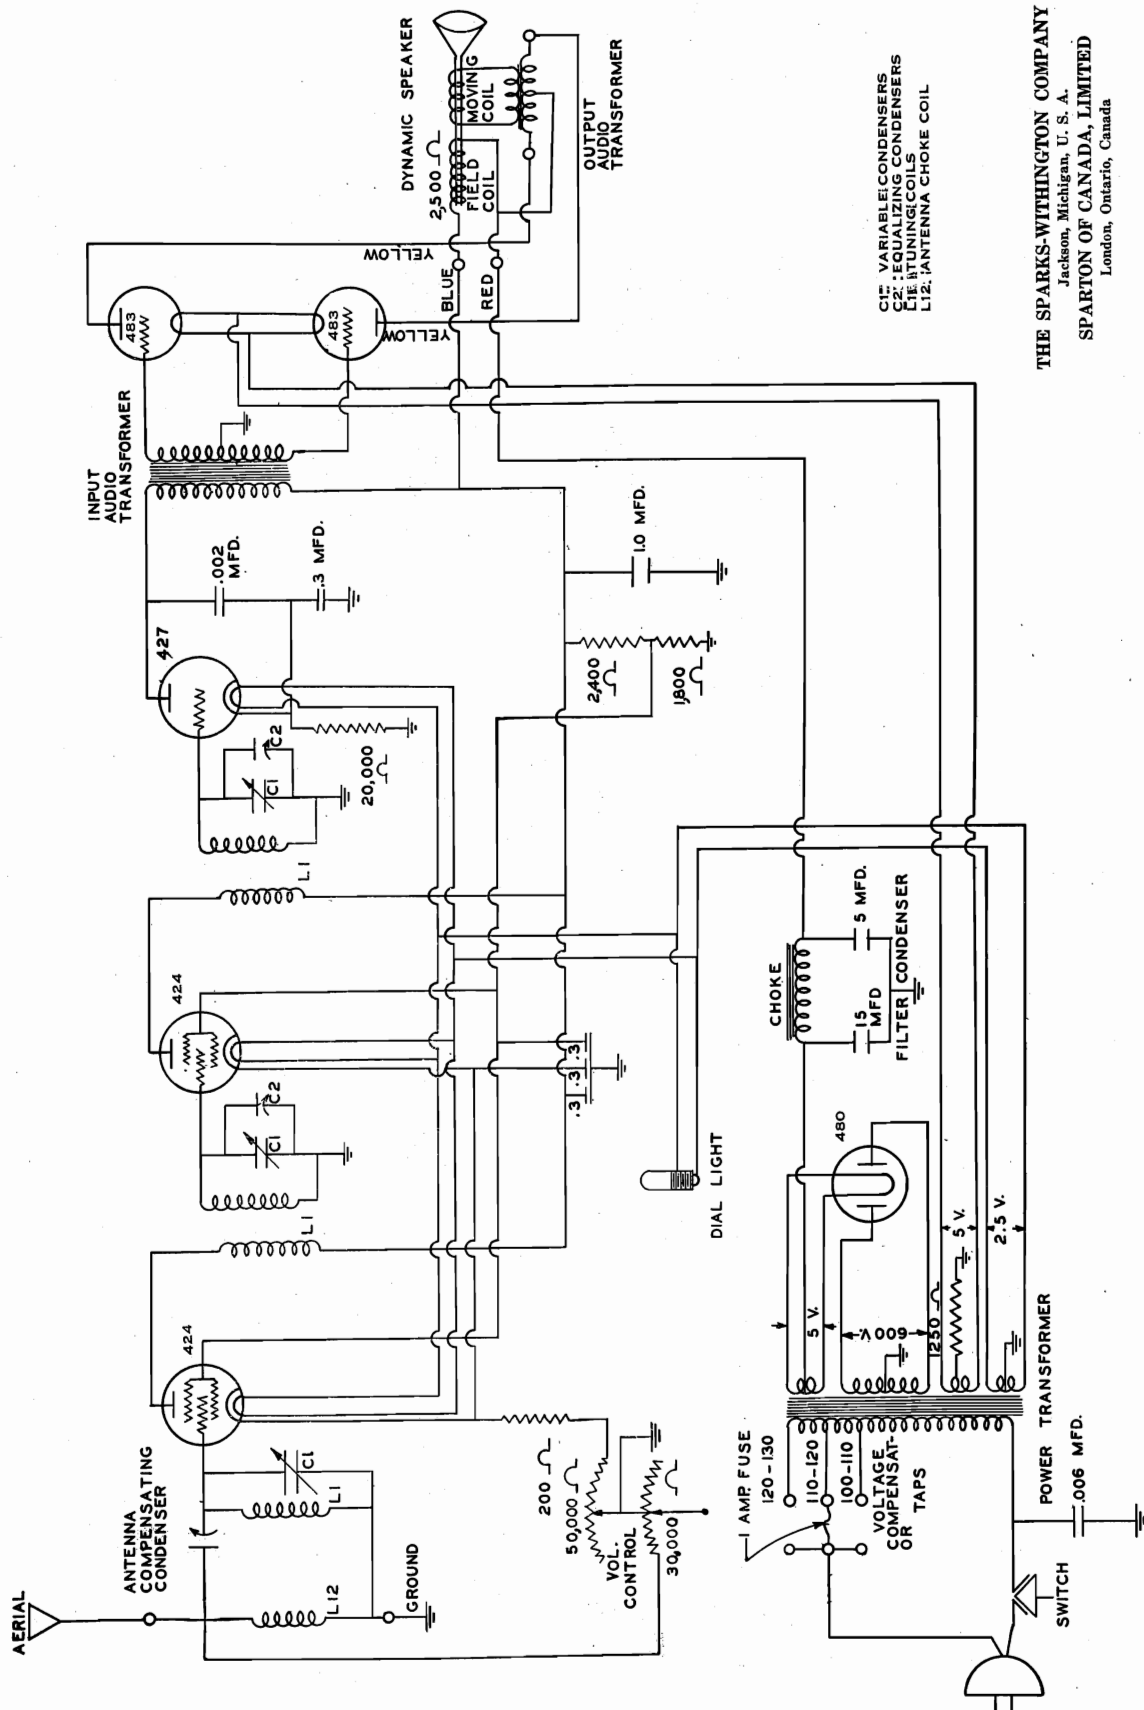 AERIAL
ANTENNA
COMPENSATING
CONDENSER
L12
GROUND
L1
C1
424
L1
C1
C2
424
L1
C1
C2
427
20,000
.002
MFD.
.3 MFD.
INPUT
AUDIO
TRANSFORMER
483
483
YELLOW
YELLOW
BLUE
RED
DYNAMIC SPEAKER
2,500
FIELD
COIL
MOVING
COIL
OUTPUT
AUDIO
TRANSFORMER
200
50,000
VOL.
CONTROL
30,000
.3
.3
.3
2,400
1,800
1.0 MFD.
DIAL LIGHT
1 AMP. FUSE
120-130
110-120
100-110
VOLTAGE
COMPENSAT-
OR TAPS
SWITCH
.006 MFD.
POWER TRANSFORMER
5 V.
600 V.
1250
5 V.
2.5 V.
480
CHOKE
15
MFD
5 MFD.
FILTER CONDENSER
VARIABLE CONDENSERS
C2: EQUALIZING CONDENSERS
TUNING COILS
L12: ANTENNA CHOKE COIL
THE SPARKS-WITHINGTON COMPANY
Jackson, Michigan, U. S. A.
SPARTON OF CANADA, LIMITED
London, Ontario, Canada